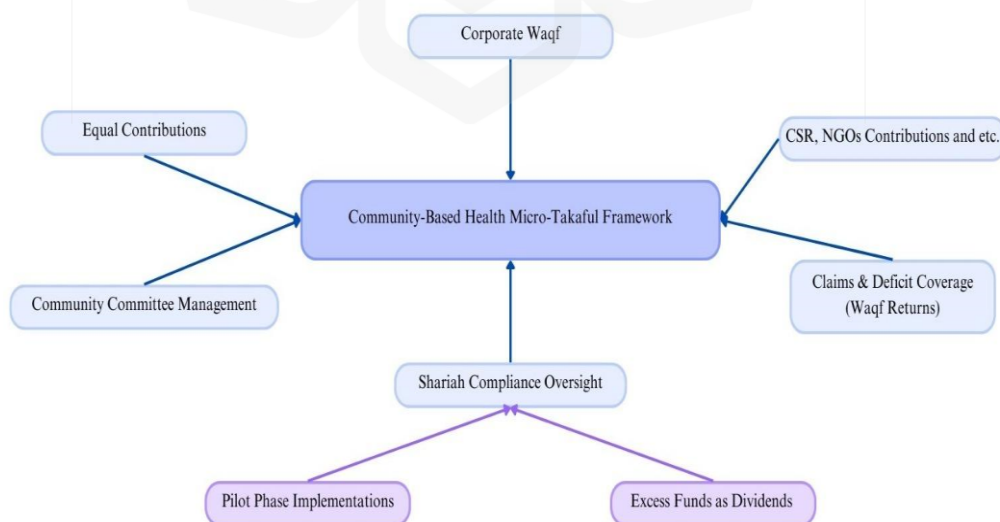 Corporate Waqf
Equal Contributions
CSR, NGOs Contributions and etc.
Community-Based Health Micro-Takaful Framework
Community Committee Management
Claims & Deficit Coverage
(Waqf Returns)
Shariah Compliance Oversight
Pilot Phase Implementations
Excess Funds as Dividends